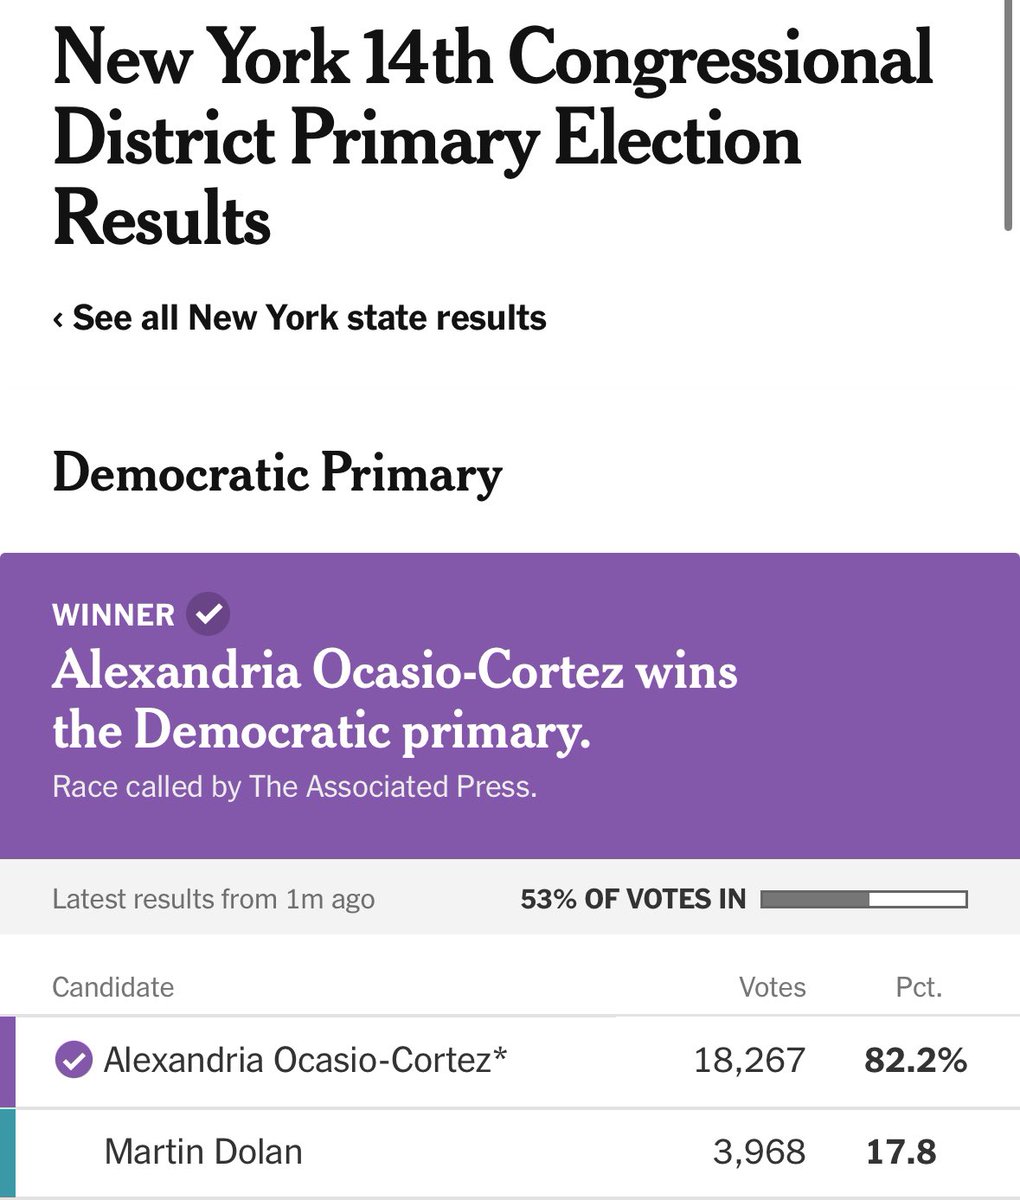 New York 14th Congressional
District Primary Election
Results
‹ See all New York state results
Democratic Primary
WINNER
Alexandria Ocasio-Cortez wins
the Democratic primary.
Race called by The Associated Press.
Latest results from 1m ago 53% OF VOTES IN
Candidate Votes Pct.
Alexandria Ocasio-Cortez* 18,267 82.2%
Martin Dolan 3,968 17.8